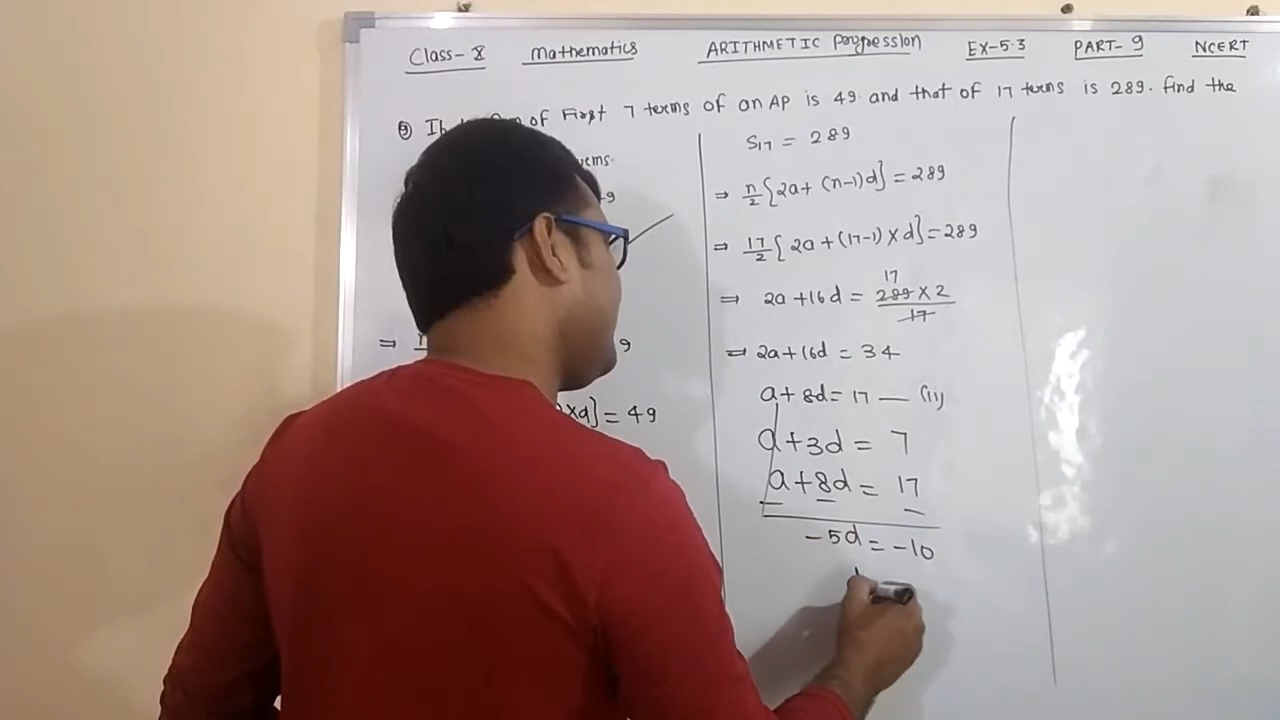 Class-X Mathematics ARITHMETIC Progression EX-5.3 PART-9 NCERT
9) of First 7 terms of an AP is 49 and that of 17 terms is 289. find the
= 49
S₁₇ = 289
⇒ n/2 {2a+ (n-1)d} = 289
⇒ 17/2 {2a+(17-1)×d} = 289
⇒ 2a+16d = 289×2/17
17
⇒ 2a+16d = 34
a+8d = 17 — (ii)
a+3d = 7
a+8d = 17
-5d = -10